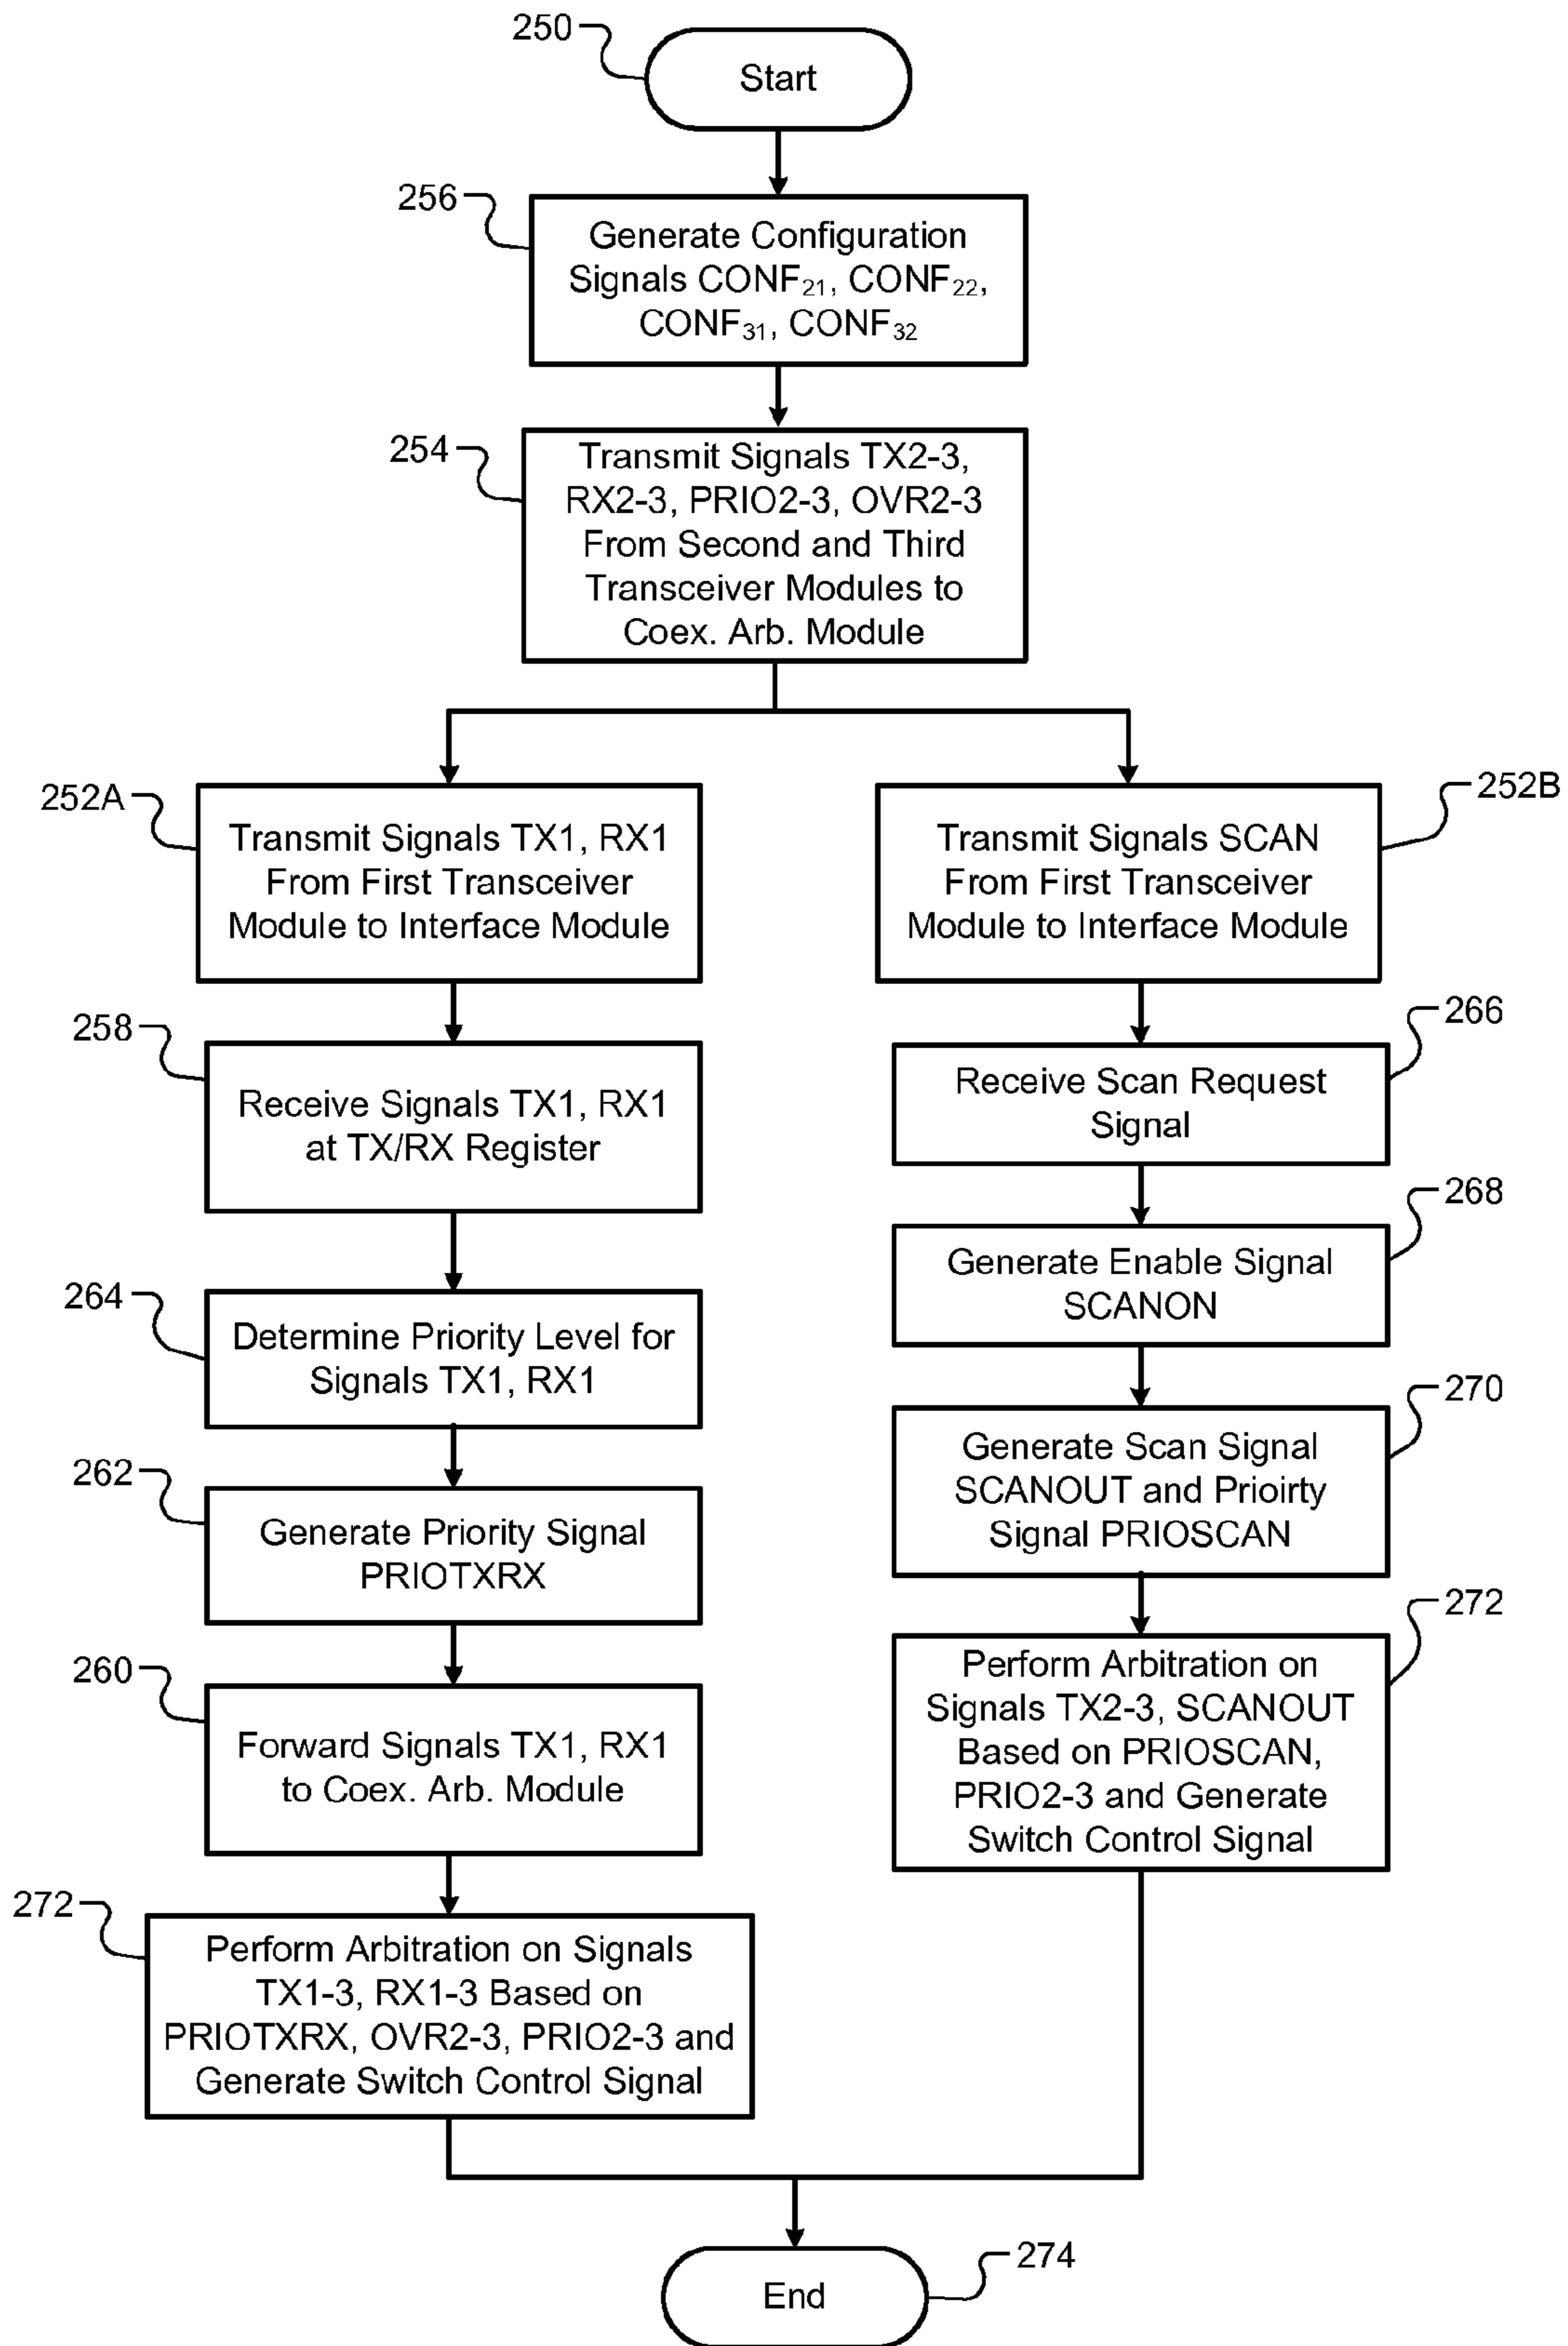 250
Start
256
Generate Configuration
Signals CONF₂₁, CONF₂₂,
CONF₃₁, CONF₃₂
254
Transmit Signals TX2-3,
RX2-3, PRIO2-3, OVR2-3
From Second and Third
Transceiver Modules to
Coex. Arb. Module
252A
Transmit Signals TX1, RX1
From First Transceiver
Module to Interface Module
258
Receive Signals TX1, RX1
at TX/RX Register
264
Determine Priority Level for
Signals TX1, RX1
262
Generate Priority Signal
PRIOTXRX
260
Forward Signals TX1, RX1
to Coex. Arb. Module
272
Perform Arbitration on Signals
TX1-3, RX1-3 Based on
PRIOTXRX, OVR2-3, PRIO2-3 and
Generate Switch Control Signal
252B
Transmit Signals SCAN
From First Transceiver
Module to Interface Module
266
Receive Scan Request
Signal
268
Generate Enable Signal
SCANON
270
Generate Scan Signal
SCANOUT and Prioirty
Signal PRIOSCAN
272
Perform Arbitration on
Signals TX2-3, SCANOUT
Based on PRIOSCAN,
PRIO2-3 and Generate
Switch Control Signal
274
End